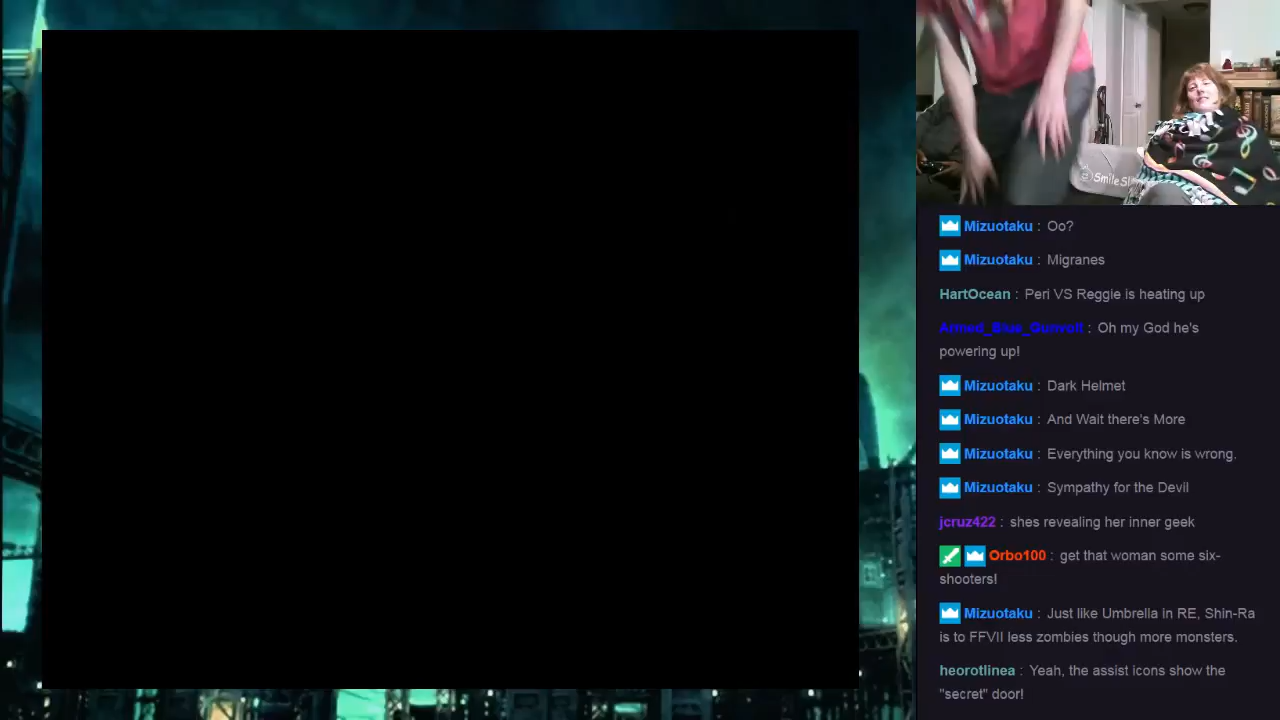 SmileSl
Mizuotaku : Oo?
Mizuotaku : Migranes
HartOcean : Peri VS Reggie is heating up
Armed_Blue_Gunvolt : Oh my God he's
powering up!
Mizuotaku : Dark Helmet
Mizuotaku : And Wait there's More
Mizuotaku : Everything you know is wrong.
Mizuotaku : Sympathy for the Devil
jcruz422 : shes revealing her inner geek
Orbo100 : get that woman some six-
shooters!
Mizuotaku : Just like Umbrella in RE, Shin-Ra
is to FFVII less zombies though more monsters.
heorotlinea : Yeah, the assist icons show the
"secret" door!